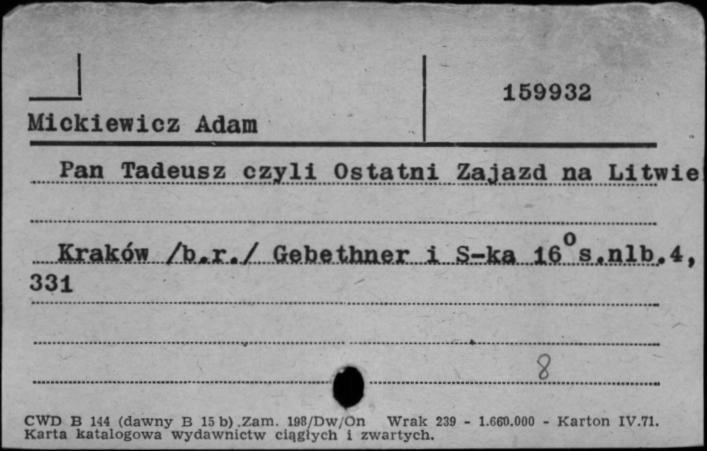 159932
Mickiewicz Adam
Pan Tadeusz czyli Ostatni Zajazd na Litwie
Kraków /b.r./ Gebethner i S-ka 16⁰s.nlb.4,
331
8
CWD B 144 (dawny B 15 b) .Zam. 198/Dw/On Wrak 239 - 1.660.000 - Karton IV.71.
Karta katalogowa wydawnictw ciągłych i zwartych.